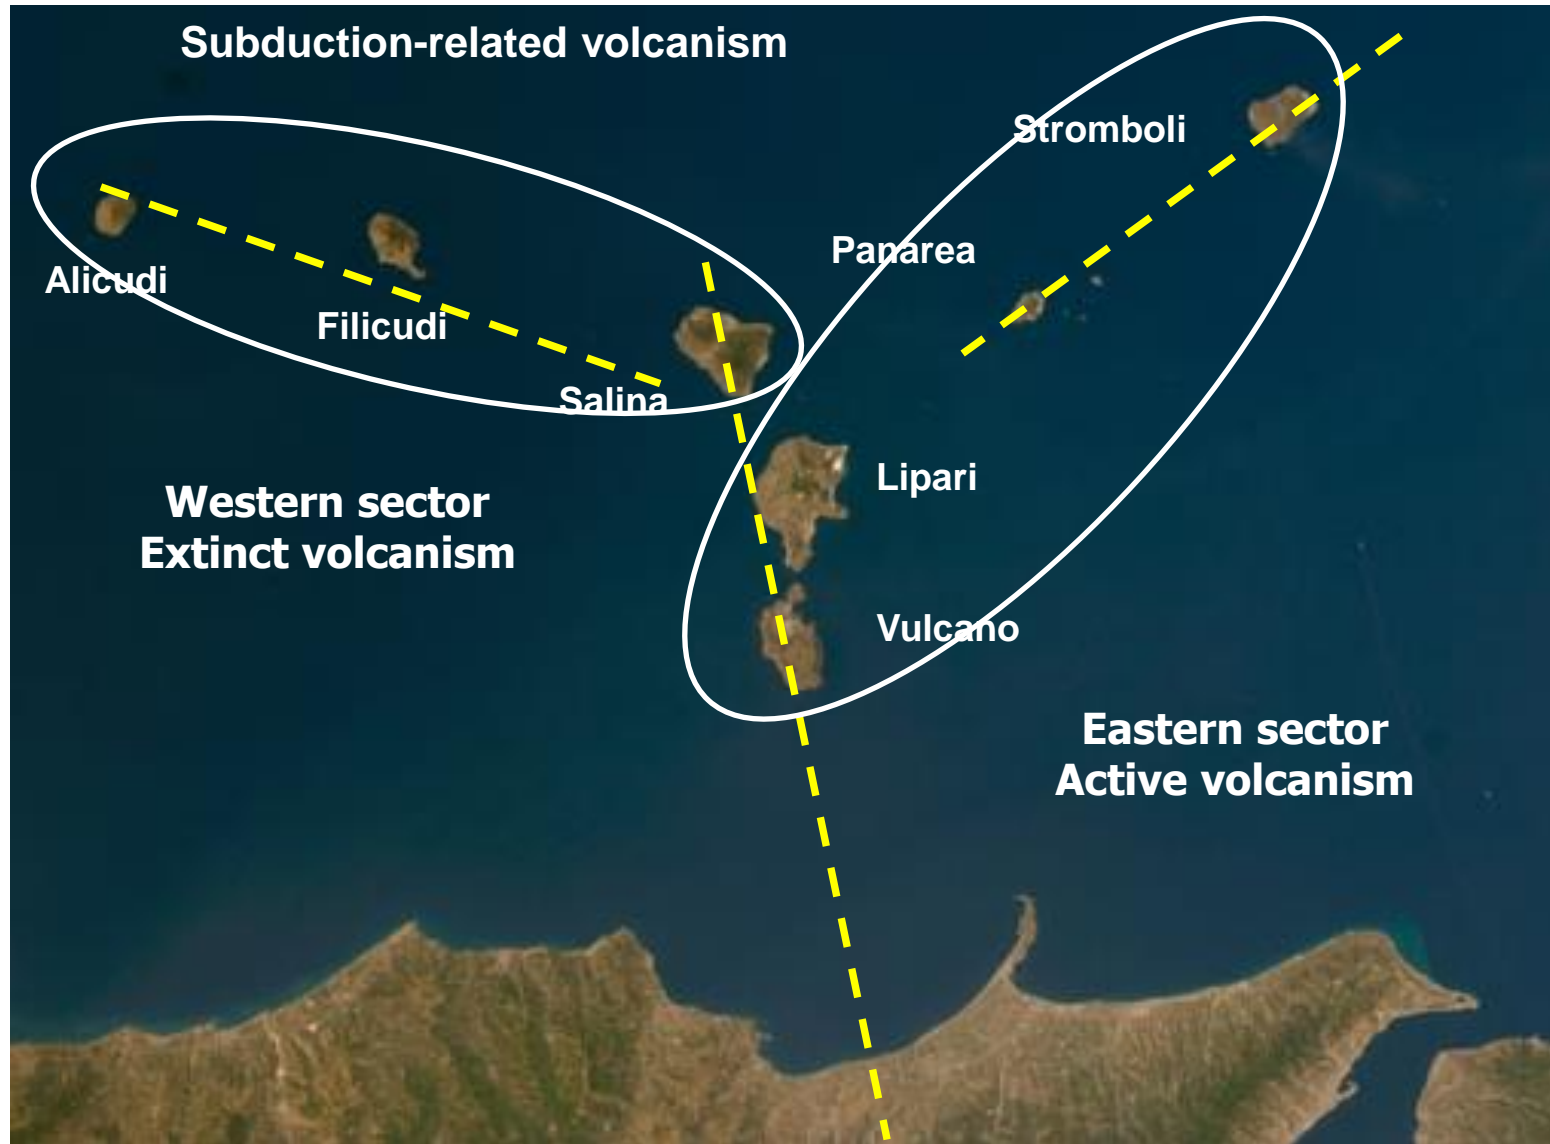 Subduction-related volcanism
Stromboli
Panarea
Alicudi
Filicudi
Salina
Lipari
Western sector
Extinct volcanism
Vulcano
Eastern sector
Active volcanism